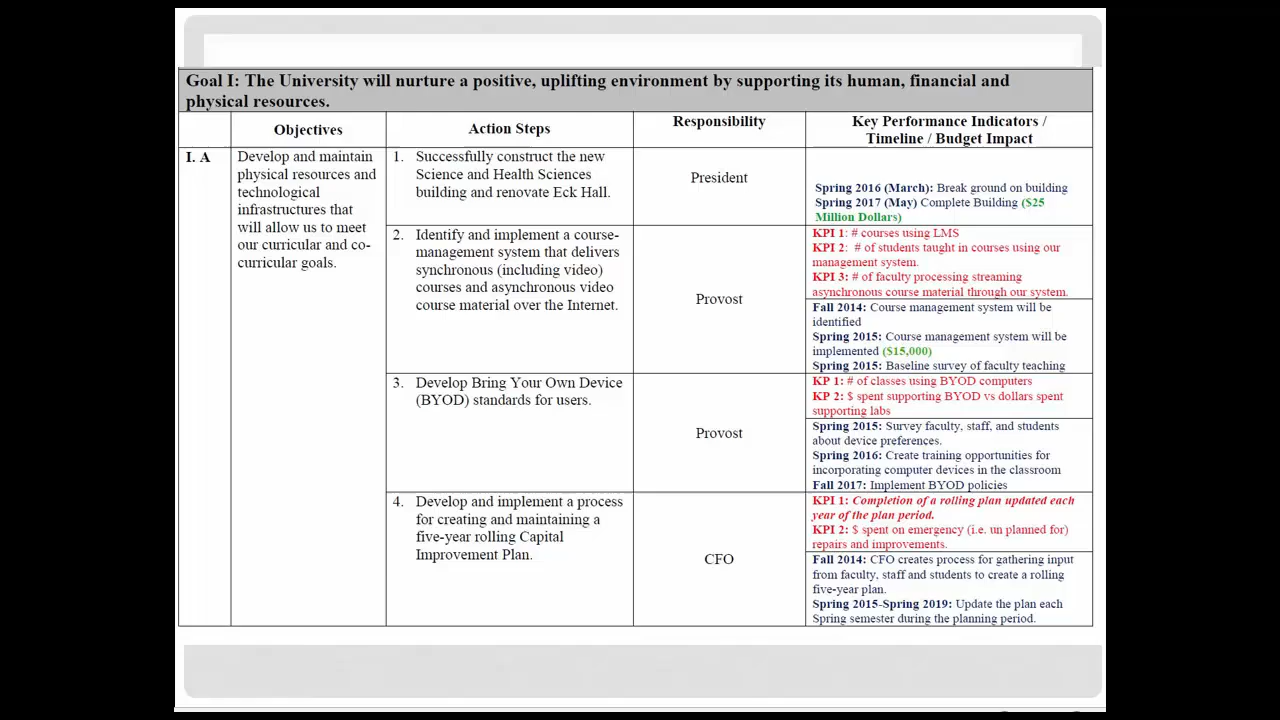 Goal I: The University will nurture a positive, uplifting environment by supporting its human, financial and
physical resources.
Objectives
Action Steps
Responsibility
Key Performance Indicators /
Timeline / Budget Impact
I. A
Develop and maintain
physical resources and
technological
infrastructures that
will allow us to meet
our curricular and co-
curricular goals.
1. Successfully construct the new
Science and Health Sciences
building and renovate Eck Hall.
President
Spring 2016 (March): Break ground on building
Spring 2017 (May) Complete Building ($25
Million Dollars)
2. Identify and implement a course-
management system that delivers
synchronous (including video)
courses and asynchronous video
course material over the Internet.
Provost
KPI 1: # courses using LMS
KPI 2: # of students taught in courses using our
management system.
KPI 3: # of faculty processing streaming
asynchronous course material through our system.
Fall 2014: Course management system will be
identified
Spring 2015: Course management system will be
implemented ($15,000)
Spring 2015: Baseline survey of faculty teaching
3. Develop Bring Your Own Device
(BYOD) standards for users.
Provost
KP 1: # of classes using BYOD computers
KP 2: $ spent supporting BYOD vs dollars spent
supporting labs
Spring 2015: Survey faculty, staff, and students
about device preferences.
Spring 2016: Create training opportunities for
incorporating computer devices in the classroom
Fall 2017: Implement BYOD policies
4. Develop and implement a process
for creating and maintaining a
five-year rolling Capital
Improvement Plan.
CFO
KPI 1: Completion of a rolling plan updated each
year of the plan period.
KPI 2: $ spent on emergency (i.e. un planned for)
repairs and improvements.
Fall 2014: CFO creates process for gathering input
from faculty, staff and students to create a rolling
five-year plan.
Spring 2015-Spring 2019: Update the plan each
Spring semester during the planning period.